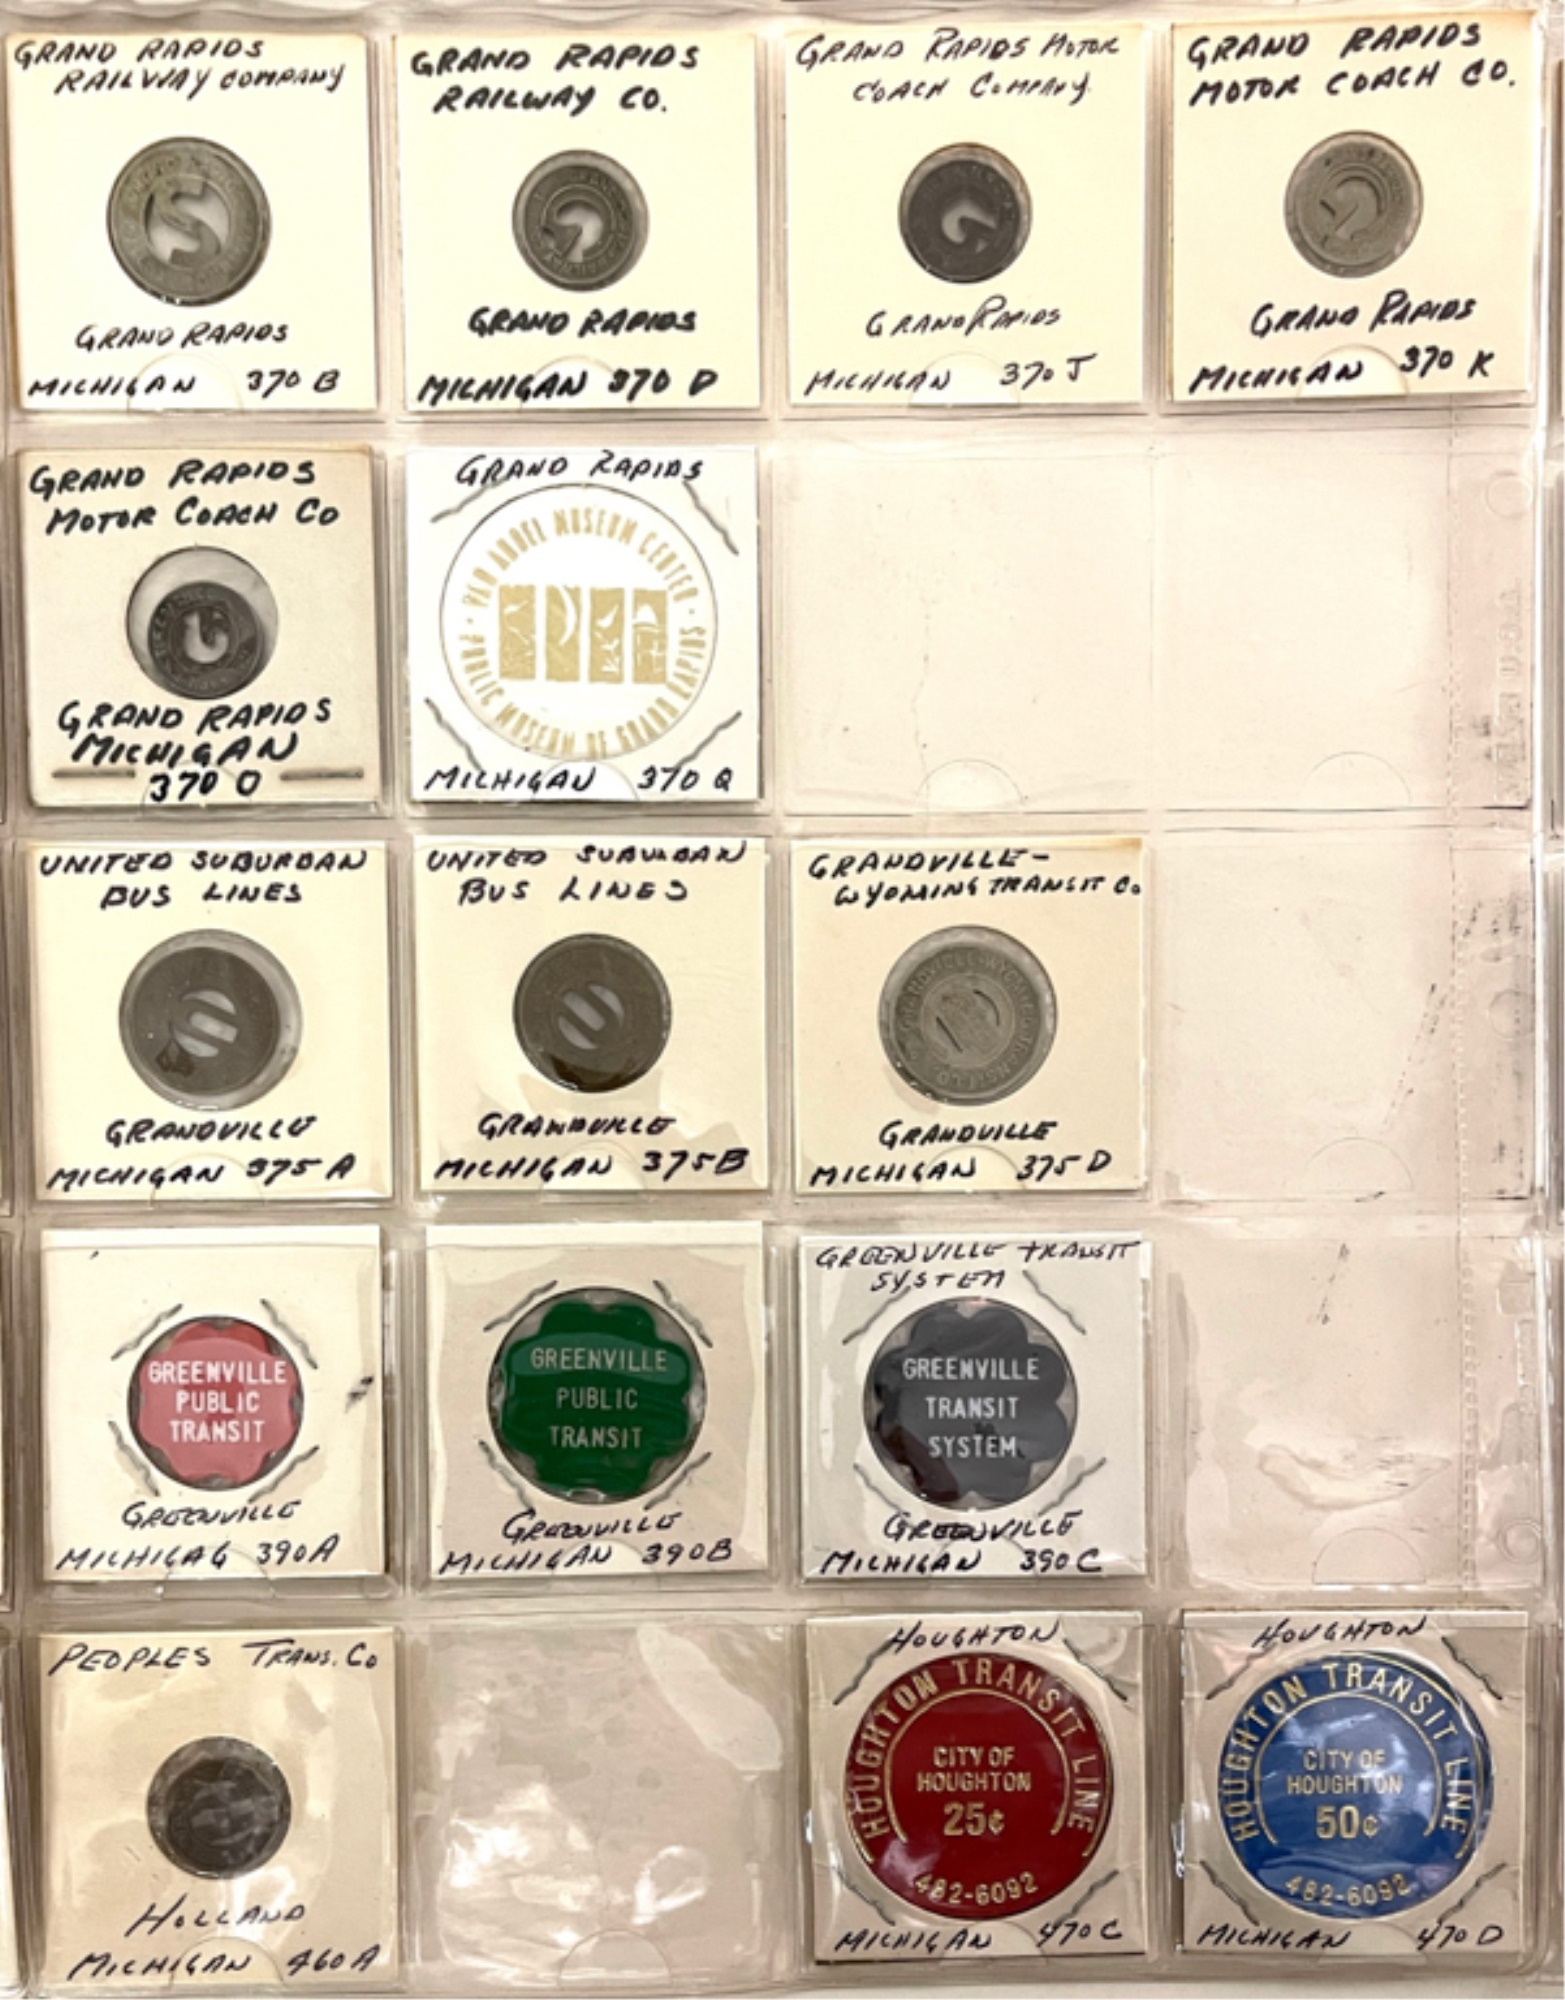 GRAND RAPIDS
RAILWAY COMPANY
GRAND RAPIDS
MICHIGAN 370 B
GRAND RAPIDS
RAILWAY CO.
GRAND RAPIDS
MICHIGAN 370 D
GRAND RAPIDS MOTOR
COACH COMPANY
GRAND RAPIDS
MICHIGAN 370 J
GRAND RAPIDS
MOTOR COACH CO.
GRAND RAPIDS
MICHIGAN 370 K
GRAND RAPIDS
MOTOR COACH CO
GRAND RAPIDS
MICHIGAN
370 O
GRAND RAPIDS
VAN ANDEL MUSEUM CENTER
PUBLIC MUSEUM OF GRAND RAPIDS
MICHIGAN 370 Q
UNITED SUBURBAN
BUS LINES
U
GRANDVILLE
MICHIGAN 375 A
UNITED SUBURBAN
BUS LINES
U
GRANDVILLE
MICHIGAN 375 B
GRANDVILLE-
WYOMING TRANSIT CO
GRANDVILLE
MICHIGAN 375 D
GREENVILLE
PUBLIC
TRANSIT
GREENVILLE
MICHIGAG 390A
GREENVILLE
PUBLIC
TRANSIT
GREENVILLE
MICHIGAN 390B
GREENVILLE TRANSIT
SYSTEM
GREENVILLE
TRANSIT
SYSTEM
GREENVILLE
MICHIGAN 390C
PEOPLES TRANS. CO
HOLLAND
MICHIGAN 460A
HOUGHTON
HOUGHTON TRANSIT LINE
CITY OF
HOUGHTON
25¢
482-6092
MICHIGAN 470 C
HOUGHTON
HOUGHTON TRANSIT LINE
CITY OF
HOUGHTON
50¢
482-6092
MICHIGAN 470 D